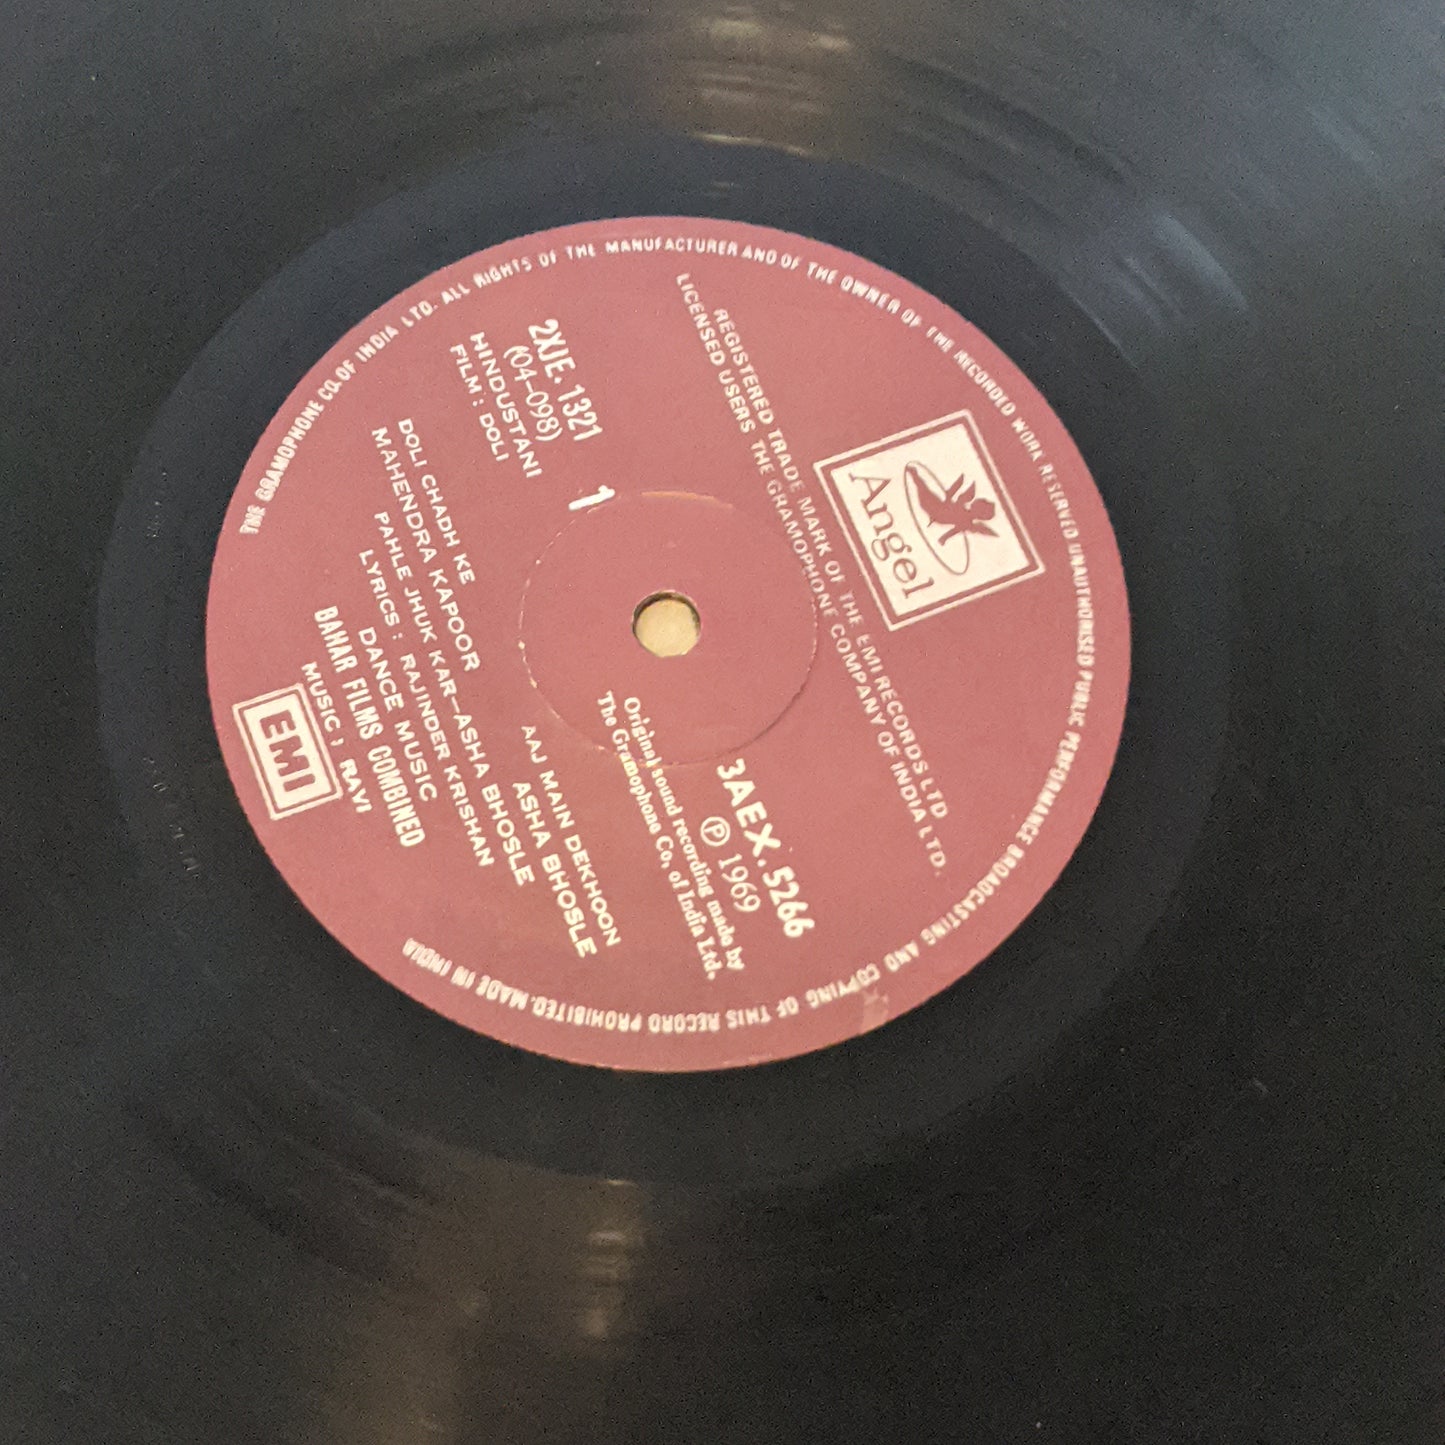 THE GRAMOPHONE CO. OF INDIA LTD. ALL RIGHTS OF THE MANUFACTURER AND OF THE OWNER OF THE RECORDED WORK RESERVED UNAUTHORISED PUBLIC PERFORMANCE BROADCASTING AND COPYING OF THIS RECORD PROHIBITED. MADE IN INDIA
Angel
REGISTERED TRADE MARK OF THE EMI RECORDS LTD
LICENSED USERS THE GRAMOPHONE COMPANY OF INDIA LTD.
2XJE. 1321
(04-098)
HINDUSTANI
FILM : DOLI
1
3AEX. 5266
Ⓟ 1969
Original sound recording made by
The Gramophone Co. of India Ltd.
AAJ MAIN DEKHOON
ASHA BHOSLE
DOLI CHADH KE
MAHENDRA KAPOOR
PAHLE JHUK KAR—ASHA BHOSLE
LYRICS : RAJINDER KRISHAN
DANCE MUSIC
BAHAR FILMS COMBINED
MUSIC : RAVI
EMI